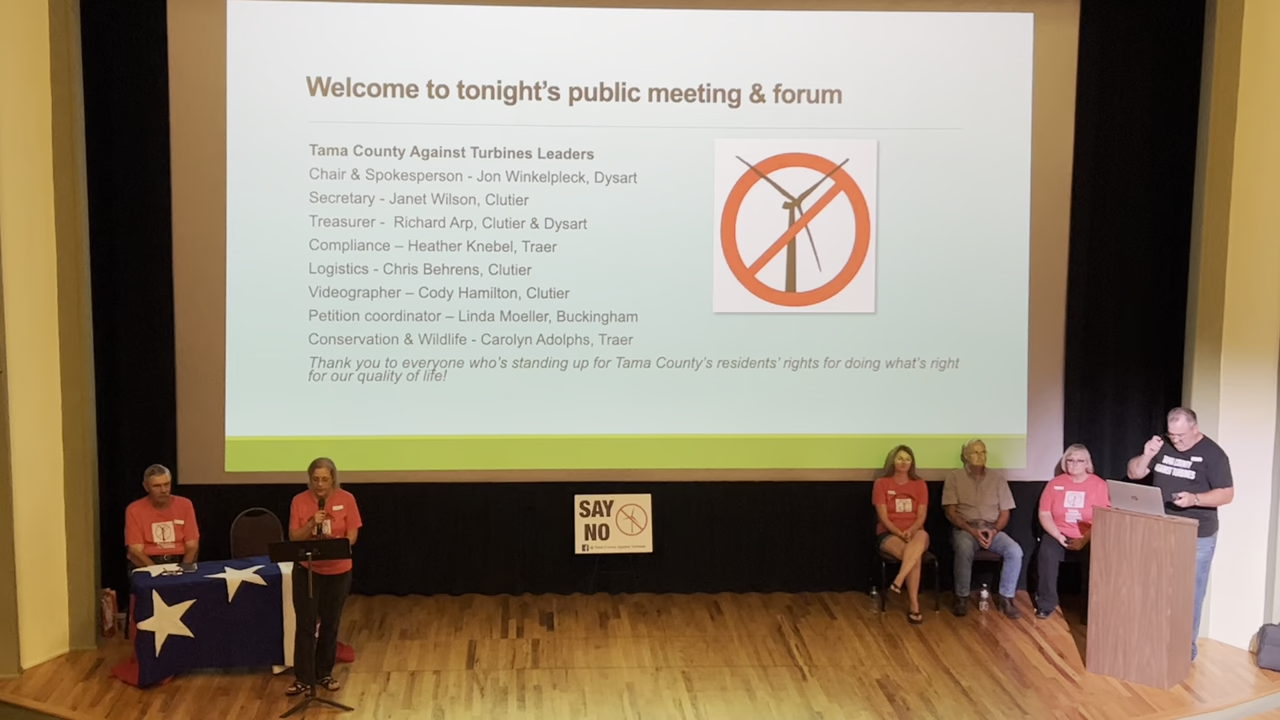 Welcome to tonight's public meeting & forum
Tama County Against Turbines Leaders
Chair & Spokesperson - Jon Winkelpleck, Dysart
Secretary - Janet Wilson, Clutier
Treasurer - Richard Arp, Clutier & Dysart
Compliance – Heather Knebel, Traer
Logistics - Chris Behrens, Clutier
Videographer – Cody Hamilton, Clutier
Petition coordinator – Linda Moeller, Buckingham
Conservation & Wildlife - Carolyn Adolphs, Traer
Thank you to everyone who's standing up for Tama County's residents' rights for doing what's right
for our quality of life!
SAY
NO